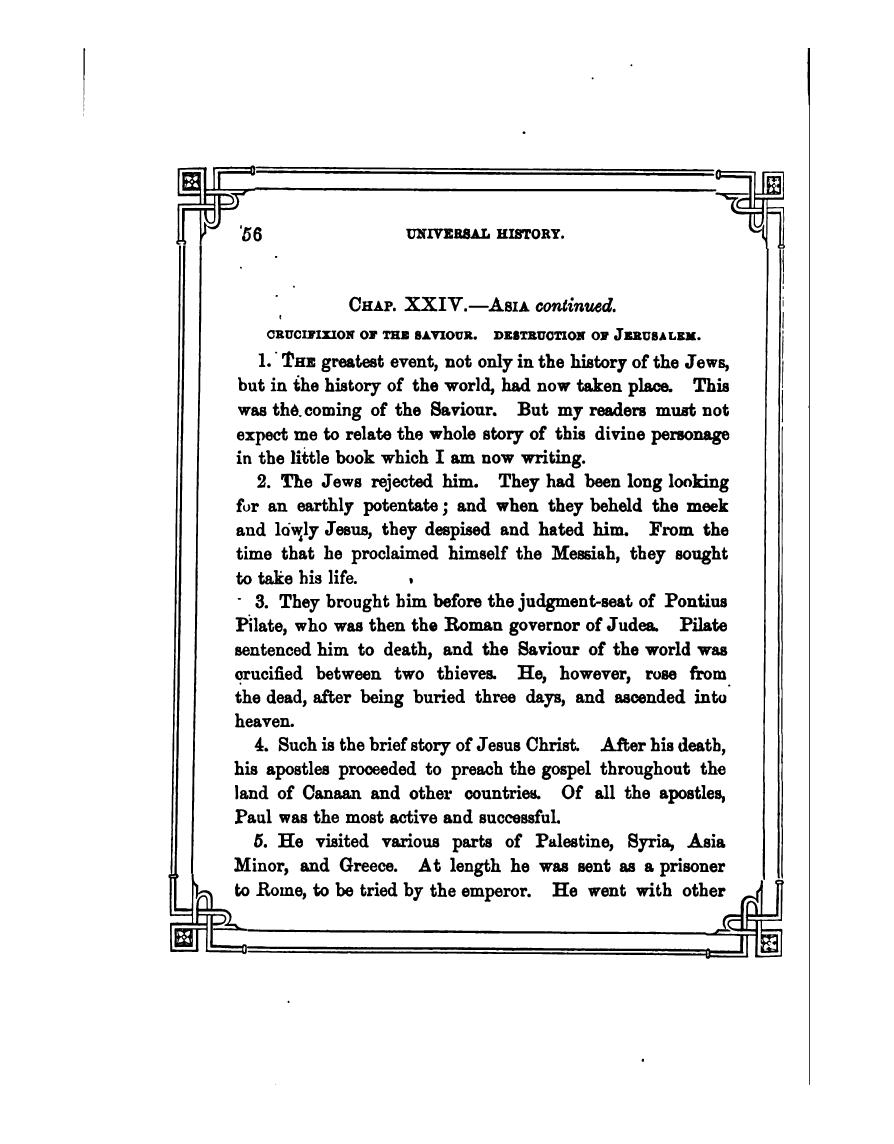 56 UNIVERSAL HISTORY.
CHAP. XXIV.—ASIA continued.
CRUCIFIXION OF THE SAVIOUR. DESTRUCTION OF JERUSALEM.
1. THE greatest event, not only in the history of the Jews,
but in the history of the world, had now taken place. This
was the coming of the Saviour. But my readers must not
expect me to relate the whole story of this divine personage
in the little book which I am now writing.
2. The Jews rejected him. They had been long looking
for an earthly potentate; and when they beheld the meek
and lowly Jesus, they despised and hated him. From the
time that he proclaimed himself the Messiah, they sought
to take his life.
3. They brought him before the judgment-seat of Pontius
Pilate, who was then the Roman governor of Judea. Pilate
sentenced him to death, and the Saviour of the world was
crucified between two thieves. He, however, rose from
the dead, after being buried three days, and ascended into
heaven.
4. Such is the brief story of Jesus Christ. After his death,
his apostles proceeded to preach the gospel throughout the
land of Canaan and other countries. Of all the apostles,
Paul was the most active and successful.
5. He visited various parts of Palestine, Syria, Asia
Minor, and Greece. At length he was sent as a prisoner
to Rome, to be tried by the emperor. He went with other